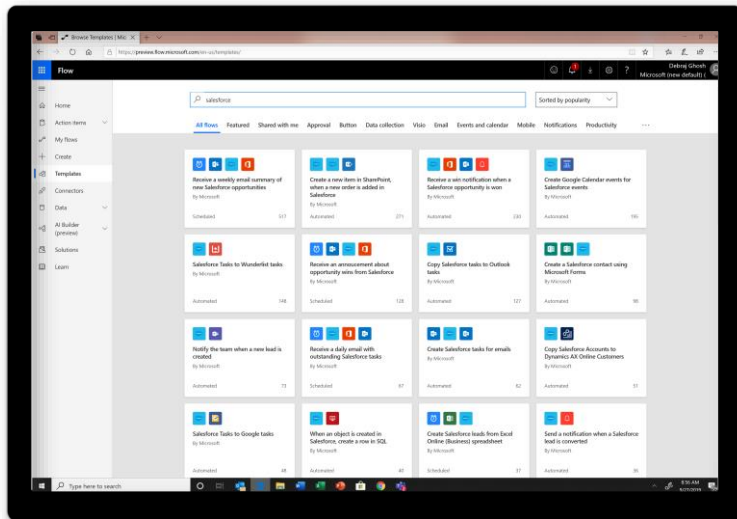 Browse Templates | Mic
https://preview.flow.microsoft.com/en-us/templates/
Flow
?
Debraj Ghosh
Microsoft (new default) (
Home
Action items
My flows
Create
Templates
Connectors
Data
AI Builder
(preview)
Solutions
Learn
salesforce
Sorted by popularity
All flows Featured Shared with me Approval Button Data collection Visio Email Events and calendar Mobile Notifications Productivity ...
Receive a weekly email summary of
new Salesforce opportunities
By Microsoft
Scheduled 517
Create a new item in SharePoint,
when a new order is added in
Salesforce
By Microsoft
Automated 271
Receive a win notification when a
Salesforce opportunity is won
By Microsoft
Automated 230
Create Google Calendar events for
Salesforce events
By Microsoft
Automated
Salesforce Tasks to Wunderlist tasks
By Microsoft
Automated 148
Receive an announcement about
opportunity wins from Salesforce
By Microsoft
Scheduled 128
Copy Salesforce tasks to Outlook
tasks
By Microsoft
Automated 127
Create a Salesforce contact using
Microsoft Forms
By Microsoft
Automated
Notify the team when a new lead is
created
By Microsoft
Automated 73
Receive a daily email with
outstanding Salesforce tasks
By Microsoft
Scheduled 67
Create Salesforce tasks for emails
By Microsoft
Automated 62
Copy Salesforce Accounts to
Dynamics AX Online Customers
By Microsoft
Automated 51
Salesforce Tasks to Google tasks
By Microsoft
Automated 48
When an object is created in
Salesforce, create a row in SQL
By Microsoft
Automated
Create Salesforce leads from Excel
Online (Business) spreadsheet
By Microsoft
Scheduled 37
Send a notification when a Salesforce
lead is converted
By Microsoft
Automated 36
Type here to search
8:56 AM